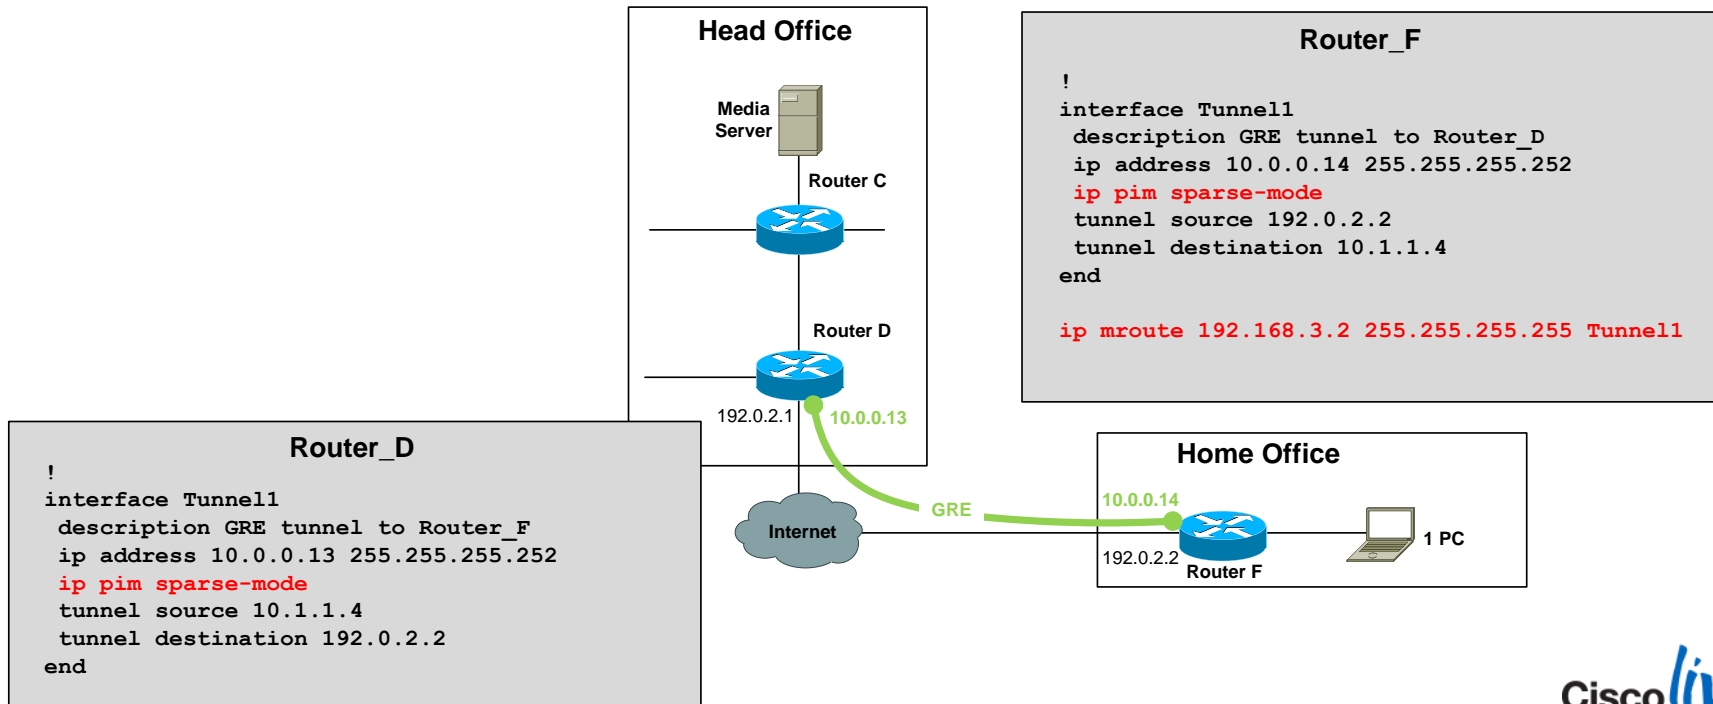 Head Office
Media
Server
Router C
Router D
192.0.2.1
10.0.0.13
Router_F
!
interface Tunnel1
description GRE tunnel to Router_D
ip address 10.0.0.14 255.255.255.252
ip pim sparse-mode
tunnel source 192.0.2.2
tunnel destination 10.1.1.4
end
ip mroute 192.168.3.2 255.255.255.255 Tunnel1
Router_D
!
interface Tunnel1
description GRE tunnel to Router_F
ip address 10.0.0.13 255.255.255.252
ip pim sparse-mode
tunnel source 10.1.1.4
tunnel destination 192.0.2.2
end
Internet
GRE
Home Office
10.0.0.14
192.0.2.2
Router F
1 PC
Cisco